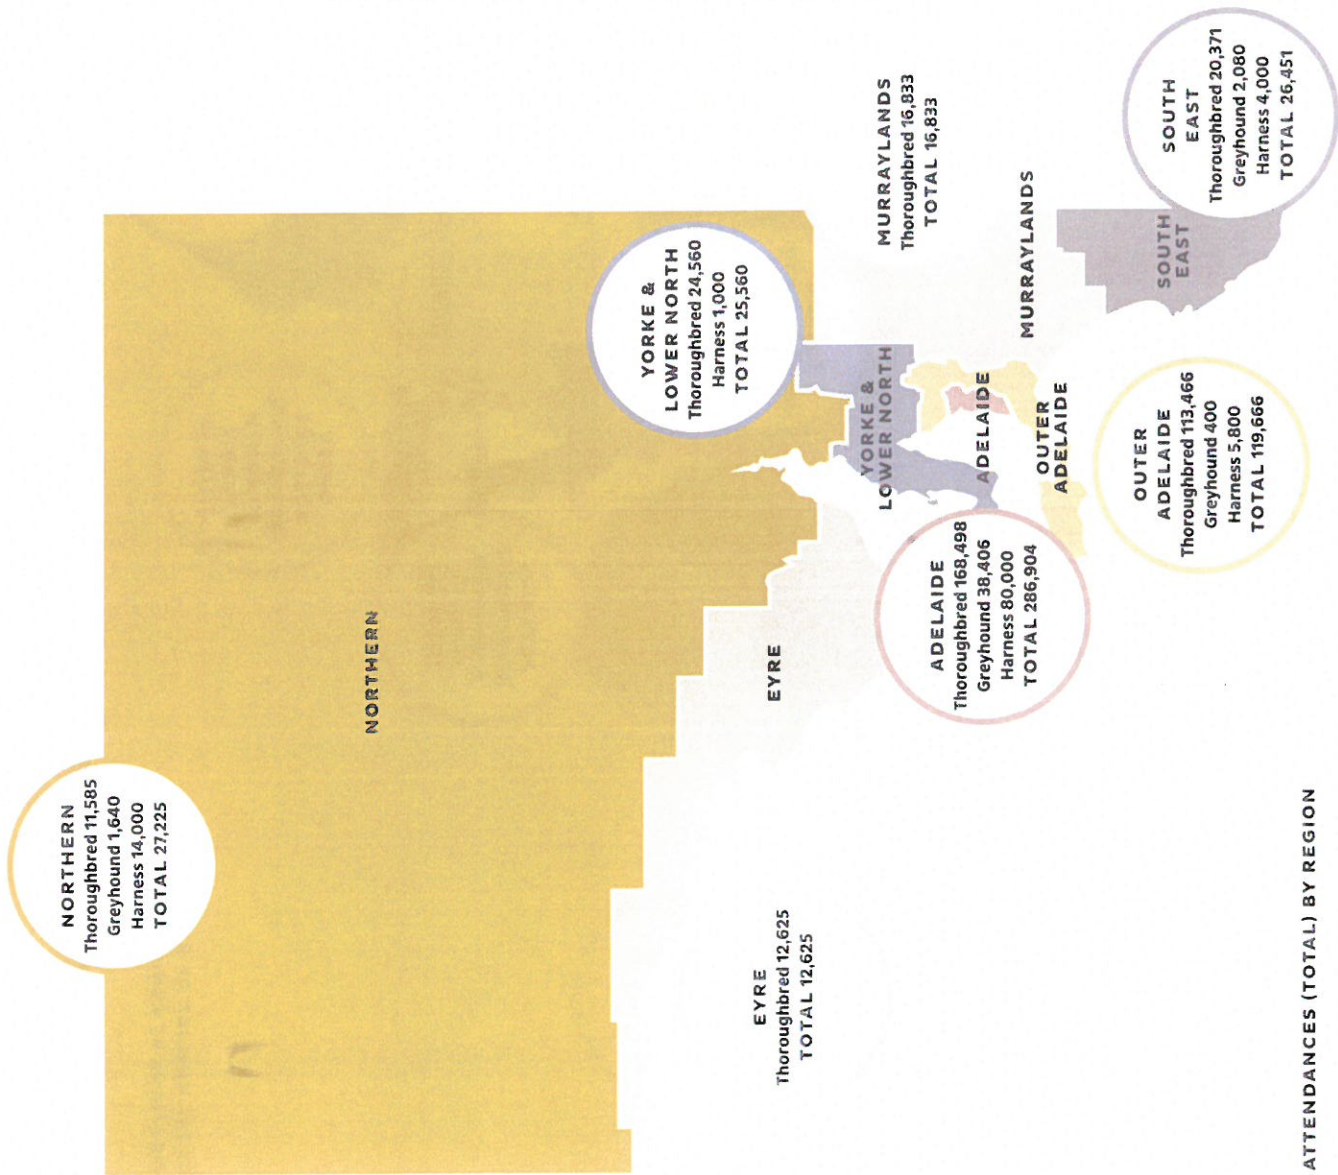 NORTHERN
Thoroughbred 11,585
Greyhound 1,640
Harness 14,000
TOTAL 27,225
NORTHERN
YORKE &
LOWER NORTH
Thoroughbred 24,560
Harness 1,000
TOTAL 25,560
EYRE
Thoroughbred 12,625
TOTAL 12,625
EYRE
YORKE &
LOWER NORTH
MURRAYLANDS
Thoroughbred 16,833
TOTAL 16,833
ADELAIDE
Thoroughbred 168,498
Greyhound 38,406
Harness 80,000
TOTAL 286,904
ADELAIDE
OUTER
ADELAIDE
MURRAYLANDS
OUTER
ADELAIDE
Thoroughbred 113,466
Greyhound 400
Harness 5,800
TOTAL 119,666
SOUTH
EAST
SOUTH
EAST
Thoroughbred 20,371
Greyhound 2,080
Harness 4,000
TOTAL 26,451
ATTENDANCES (TOTAL) BY REGION